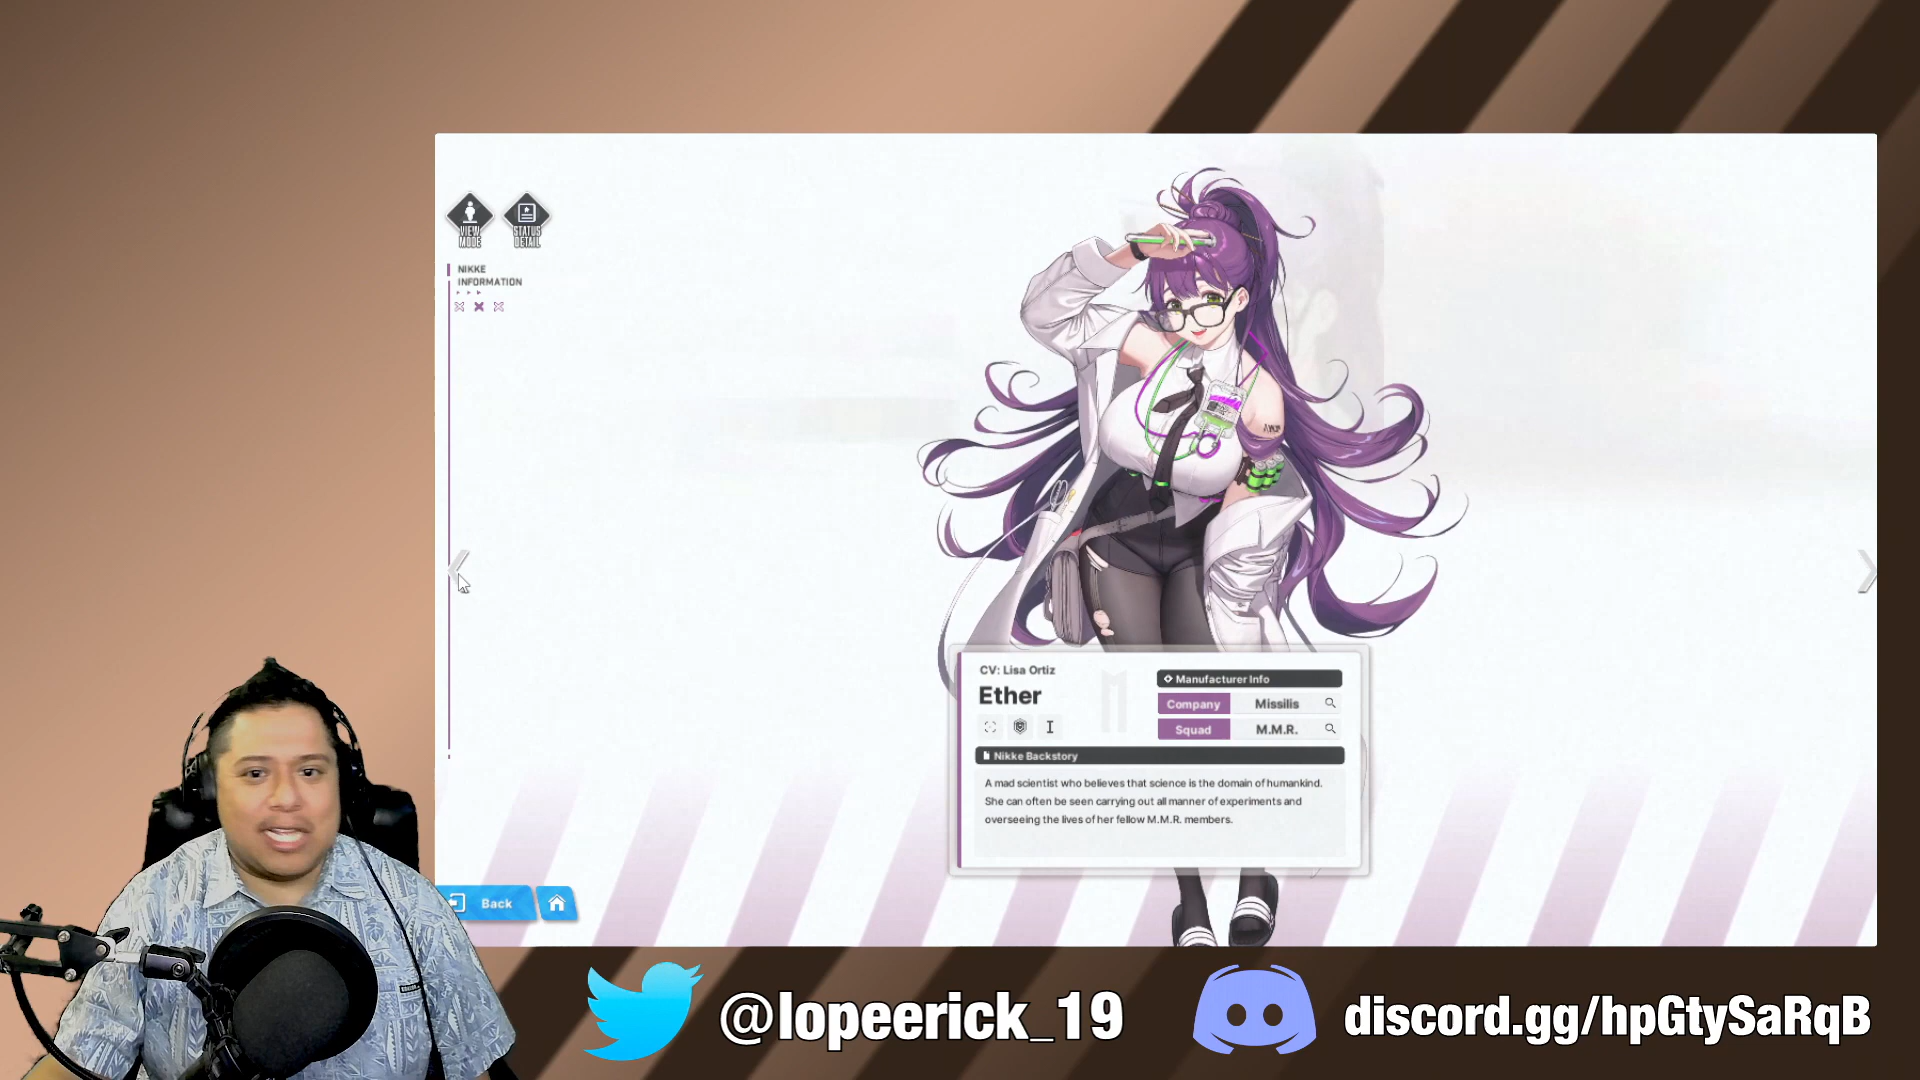 VIEW
MODE
STATUS
DETAIL
NIKKE
INFORMATION
CV: Lisa Ortiz
Ether
Manufacturer Info
Company Missilis
Squad M.M.R.
Nikke Backstory
A mad scientist who believes that science is the domain of humankind.
She can often be seen carrying out all manner of experiments and
overseeing the lives of her fellow M.M.R. members.
Back
@lopeerick_19
discord.gg/hpGtySaRqB